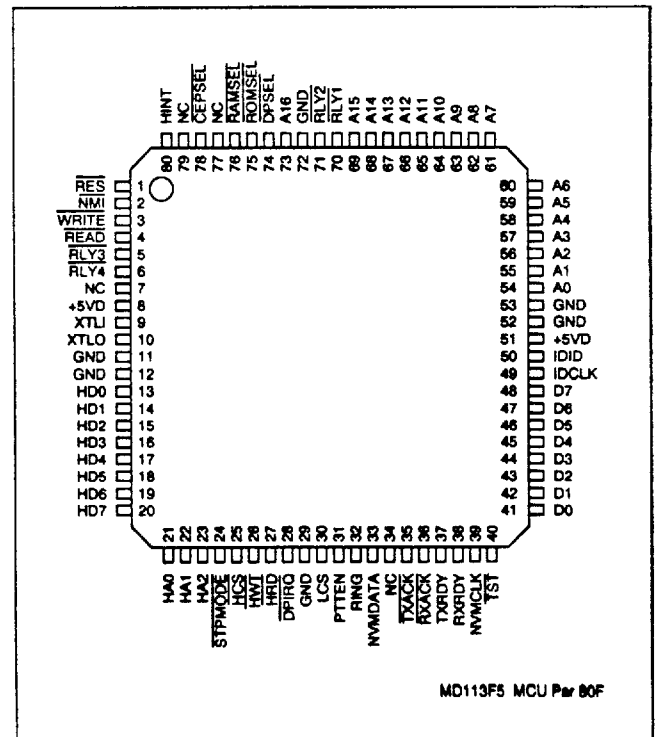 HINT
NC
CEPSEL
NC
RAMSEL
ROMSEL
DPSEL
A16
GND
RLY2
RLY1
A15
A14
A13
A12
A11
A10
A9
A8
A7
80 79 78 77 76 75 74 73 72 71 70 69 68 67 66 65 64 63 62 61
RES 1
NMI 2
WRITE 3
READ 4
RLY3 5
RLY4 6
NC 7
+5VD 8
XTLI 9
XTLO 10
GND 11
GND 12
HD0 13
HD1 14
HD2 15
HD3 16
HD4 17
HD5 18
HD6 19
HD7 20
60 A6
59 A5
58 A4
57 A3
56 A2
55 A1
54 A0
53 GND
52 GND
51 +5VD
50 IDID
49 IDCLK
48 D7
47 D6
46 D5
45 D4
44 D3
43 D2
42 D1
41 D0
21 22 23 24 25 26 27 28 29 30 31 32 33 34 35 36 37 38 39 40
HA0
HA1
HA2
STPMODE
HCS
HWT
HRD
DPIRQ
GND
LCS
PTTEN
RING
NVMDATA
NC
TXACK
RXACK
TXRDY
RXRDY
NVMCLK
TST
MD113F5 MCU Per 80F